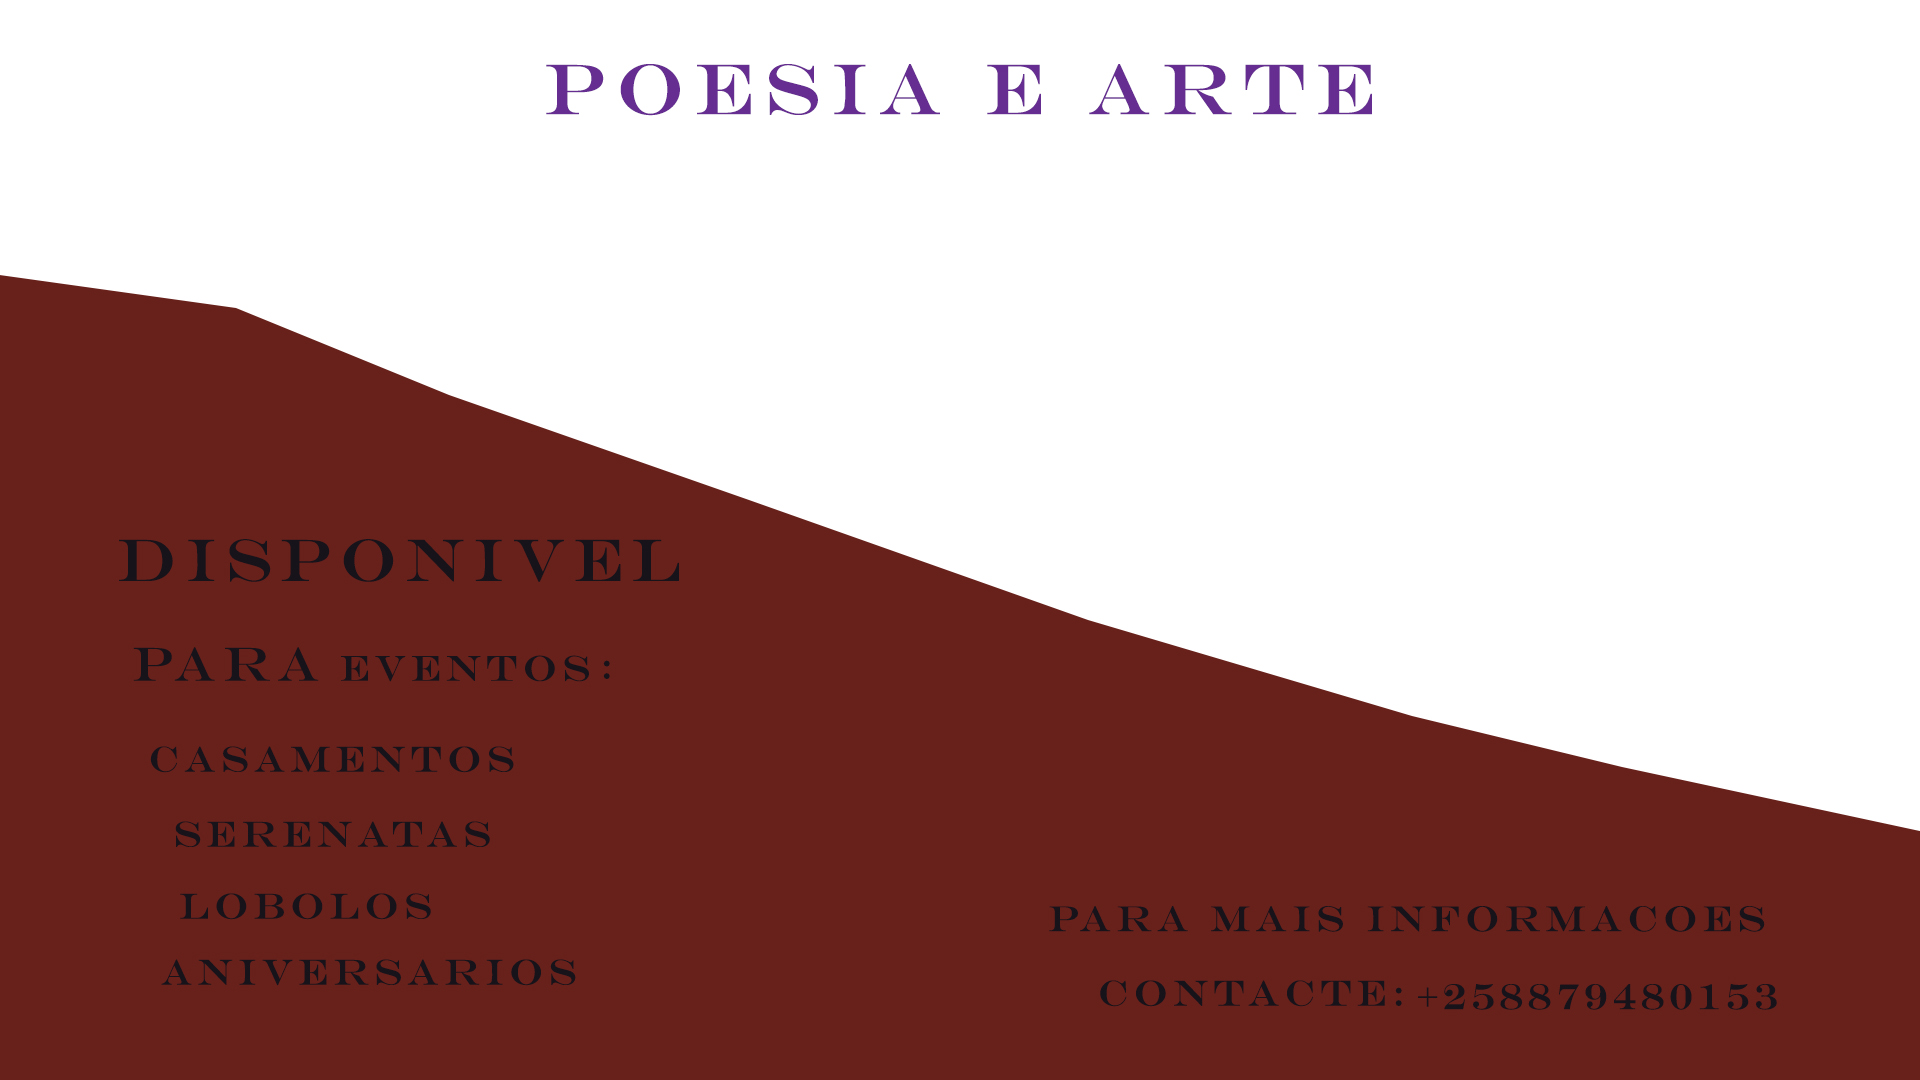 POESIA E ARTE
DISPONIVEL
PARA EVENTOS:
CASAMENTOS
SERENATAS
LOBOLOS
ANIVERSARIOS
PARA MAIS INFORMACOES
CONTACTE: +258879480153